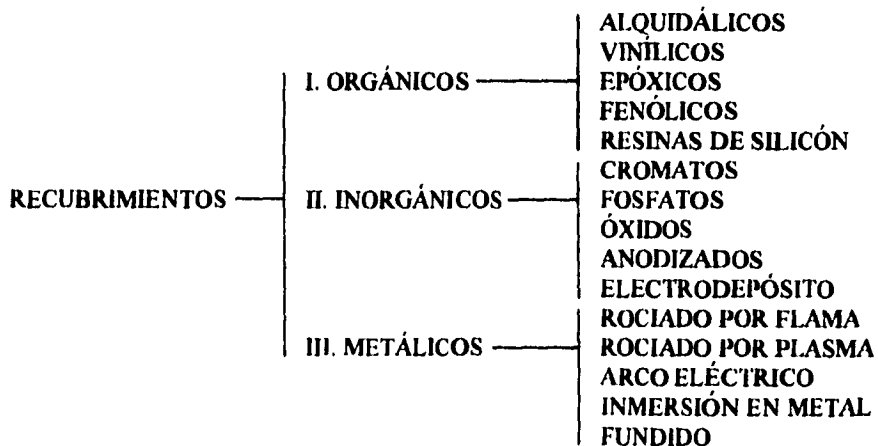 RECUBRIMIENTOS
I. ORGÁNICOS
ALQUIDÁLICOS
VINÍLICOS
EPÓXICOS
FENÓLICOS
RESINAS DE SILICÓN
II. INORGÁNICOS
CROMATOS
FOSFATOS
ÓXIDOS
ANODIZADOS
ELECTRODEPÓSITO
III. METÁLICOS
ROCIADO POR FLAMA
ROCIADO POR PLASMA
ARCO ELÉCTRICO
INMERSIÓN EN METAL
FUNDIDO